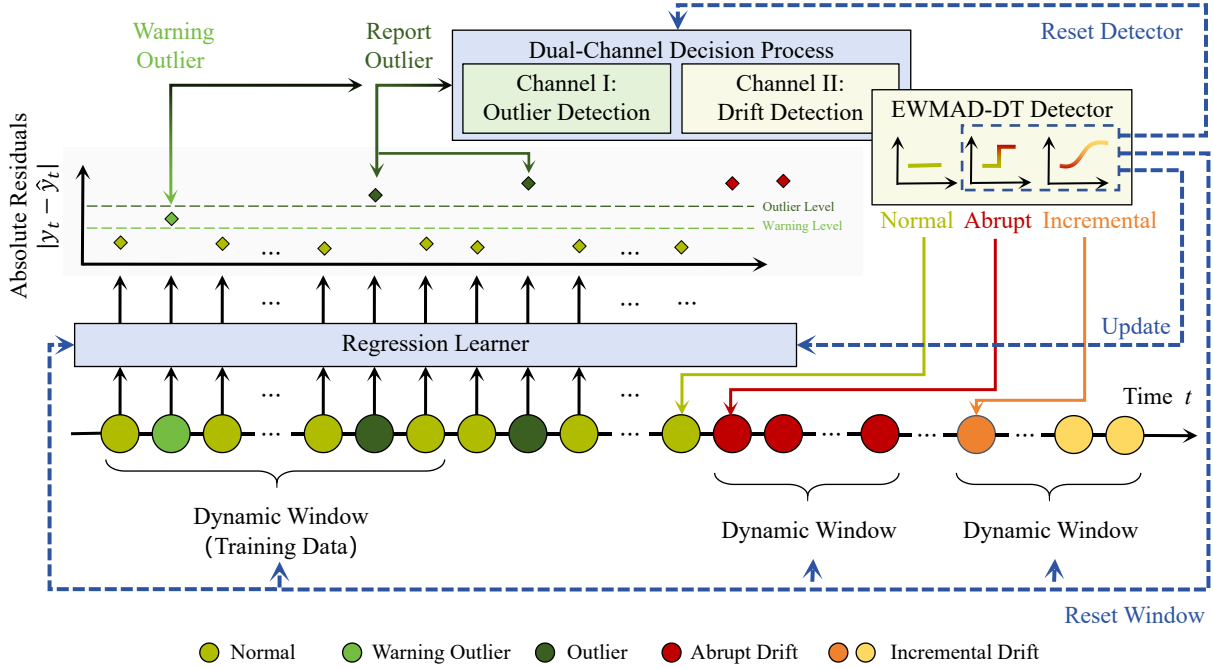 Warning
Outlier
Report
Outlier
Dual-Channel Decision Process
Channel I:
Outlier Detection
Channel II:
Drift Detection
Reset Detector
EWMAD-DT Detector
Absolute Residuals
|y_t − ŷ_t|
Outlier Level
Warning Level
...
...
Normal
Abrupt
Incremental
...
...
...
Regression Learner
Update
Time t
...
...
...
...
...
...
Dynamic Window
(Training Data)
Dynamic Window
Dynamic Window
Reset Window
Normal
Warning Outlier
Outlier
Abrupt Drift
Incremental Drift